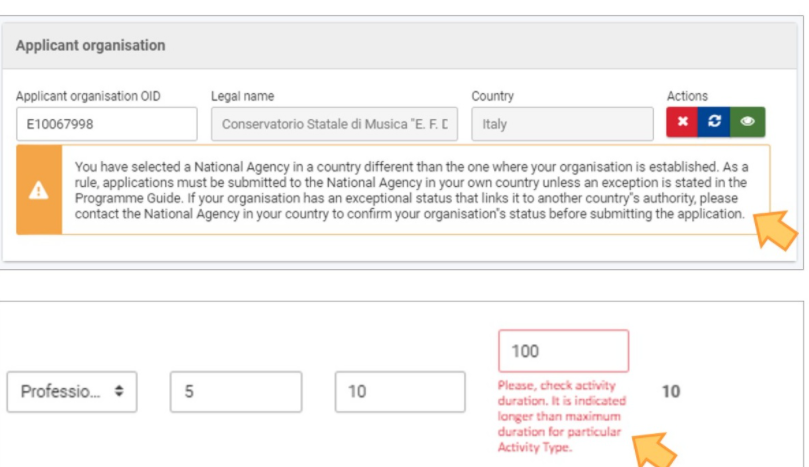 Applicant organisation
Applicant organisation OID Legal name Country Actions
E10067998 Conservatorio Statale di Musica "E. F. Italy
You have selected a National Agency in a country different than the one where your organisation is established. As a
rule, applications must be submitted to the National Agency in your own country unless an exception is stated in the
Programme Guide. If your organisation has an exceptional status that links it to another country"s authority, please
contact the National Agency in your country to confirm your organisation"s status before submitting the application.
100
Professio... 5 10
Please, check activity
duration. It is indicated
longer than maximum
duration for particular
Activity Type.
10